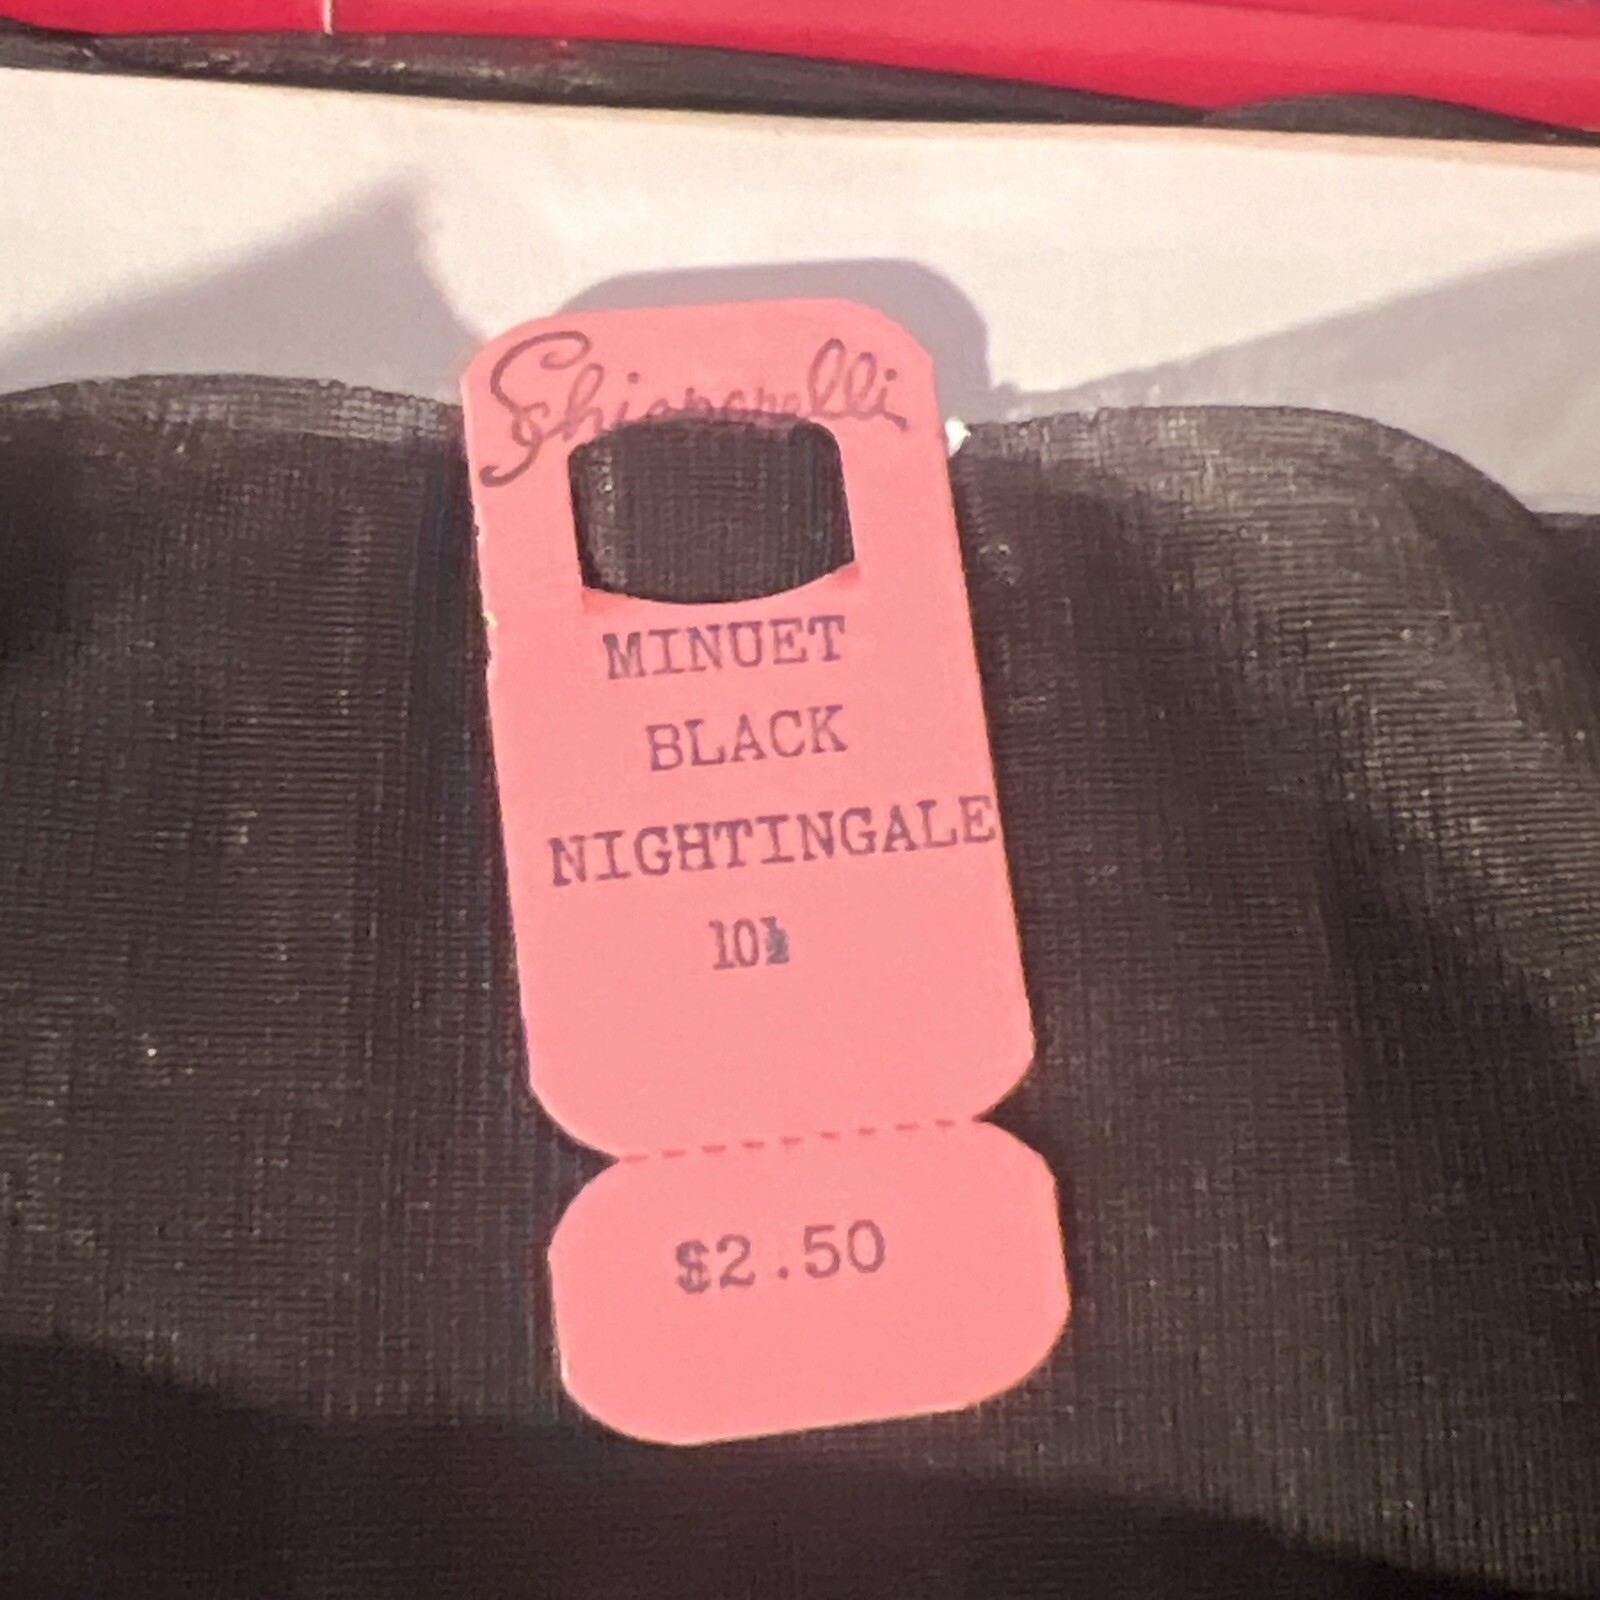 Schiaparelli
MINUET
BLACK
NIGHTINGALE
10½
$2.50